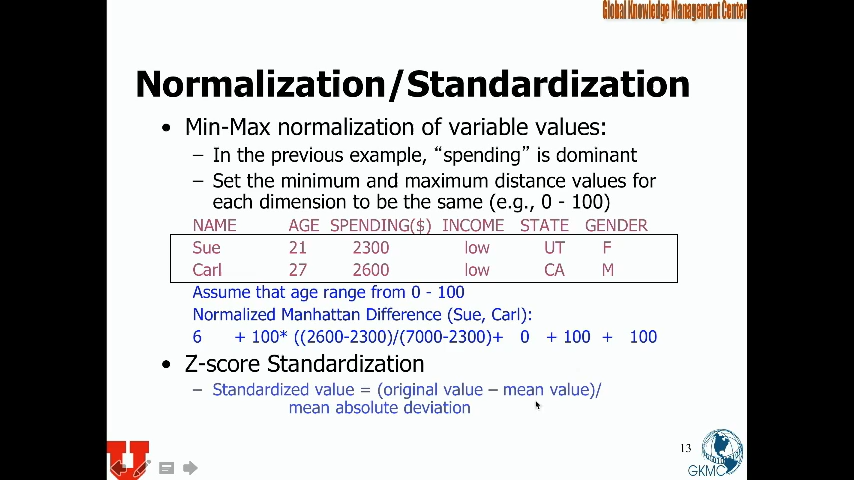 Global Knowledge Management Center
Normalization/Standardization
• Min-Max normalization of variable values:
– In the previous example, “spending” is dominant
– Set the minimum and maximum distance values for
each dimension to be the same (e.g., 0 - 100)
NAME AGE SPENDING($) INCOME STATE GENDER
Sue 21 2300 low UT F
Carl 27 2600 low CA M
Assume that age range from 0 - 100
Normalized Manhattan Difference (Sue, Carl):
6 + 100* ((2600-2300)/(7000-2300)+ 0 + 100 + 100
• Z-score Standardization
– Standardized value = (original value – mean value)/
mean absolute deviation
13
U
GKMC